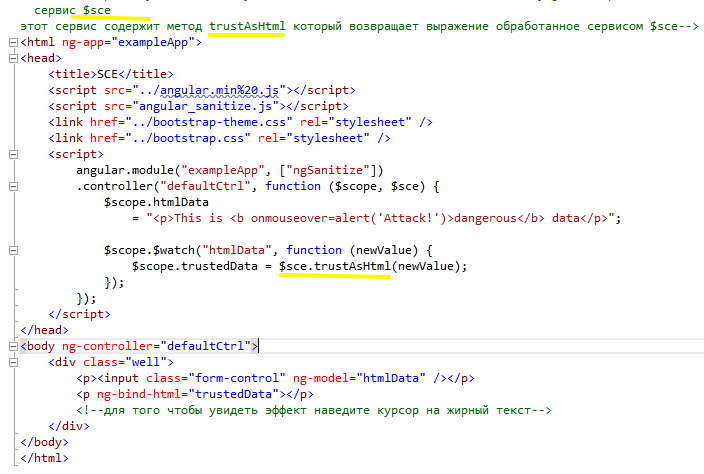 сервис $sce
этот сервис содержит метод trustAsHtml который возвращает выражение обработанное сервисом $sce-->
<html ng-app="exampleApp">
<head>
    <title>SCE</title>
    <script src="../angular.min%20.js"></script>
    <script src="angular_sanitize.js"></script>
    <link href="../bootstrap-theme.css" rel="stylesheet" />
    <link href="../bootstrap.css" rel="stylesheet" />
    <script>
        angular.module("exampleApp", ["ngSanitize"])
        .controller("defaultCtrl", function ($scope, $sce) {
            $scope.htmlData
                = "<p>This is <b onmouseover=alert('Attack!')>dangerous</b> data</p>";

            $scope.$watch("htmlData", function (newValue) {
                $scope.trustedData = $sce.trustAsHtml(newValue);
            });
        });
    </script>
</head>
<body ng-controller="defaultCtrl">
    <div class="well">
        <p><input class="form-control" ng-model="htmlData" /></p>
        <p ng-bind-html="trustedData"></p>
        <!--для того чтобы увидеть эффект наведите курсор на жирный текст-->
    </div>
</body>
</html>